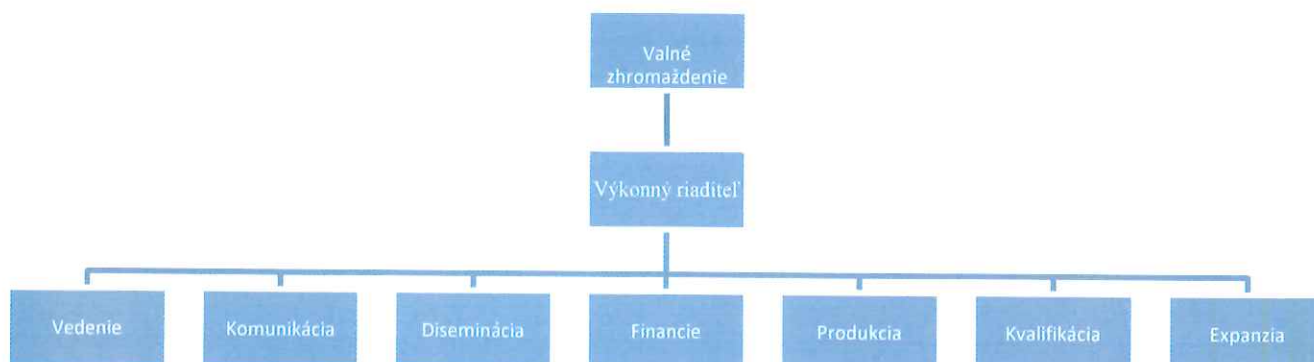 Valné
zhromaždenie
Výkonný riaditeľ
Vedenie
Komunikácia
Diseminácia
Financie
Produkcia
Kvalifikácia
Expanzia